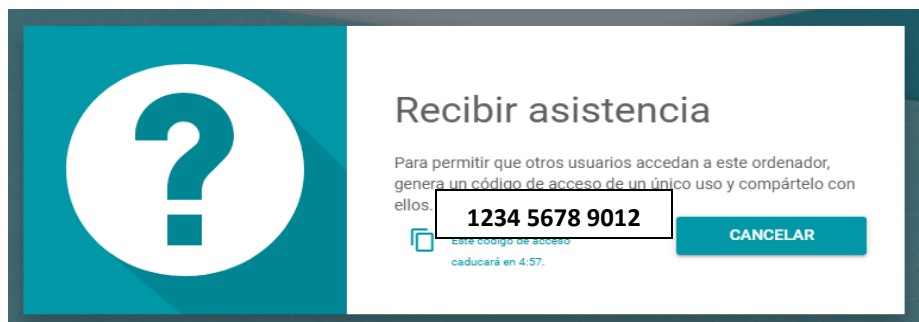 ?
Recibir asistencia
Para permitir que otros usuarios accedan a este ordenador,
genera un código de acceso de un único uso y compártelo con
ellos.
1234 5678 9012
Este código de acceso
caducará en 4:57.
CANCELAR